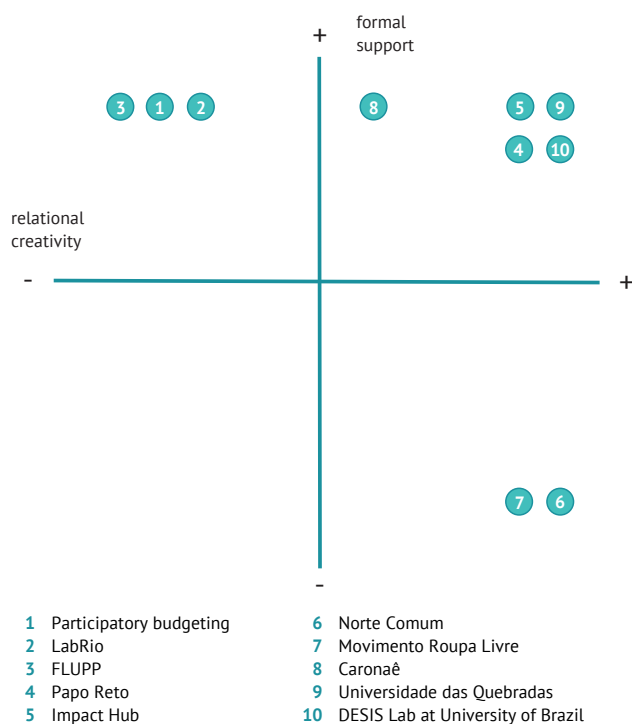 formal
+
support
3 1 2 8 5 9
4 10
relational
creativity
- +
7 6
-
1 Participatory budgeting
2 LabRio
3 FLUPP
4 Papo Reto
5 Impact Hub
6 Norte Comum
7 Movimento Roupa Livre
8 Caronaê
9 Universidade das Quebradas
10 DESIS Lab at University of Brazil